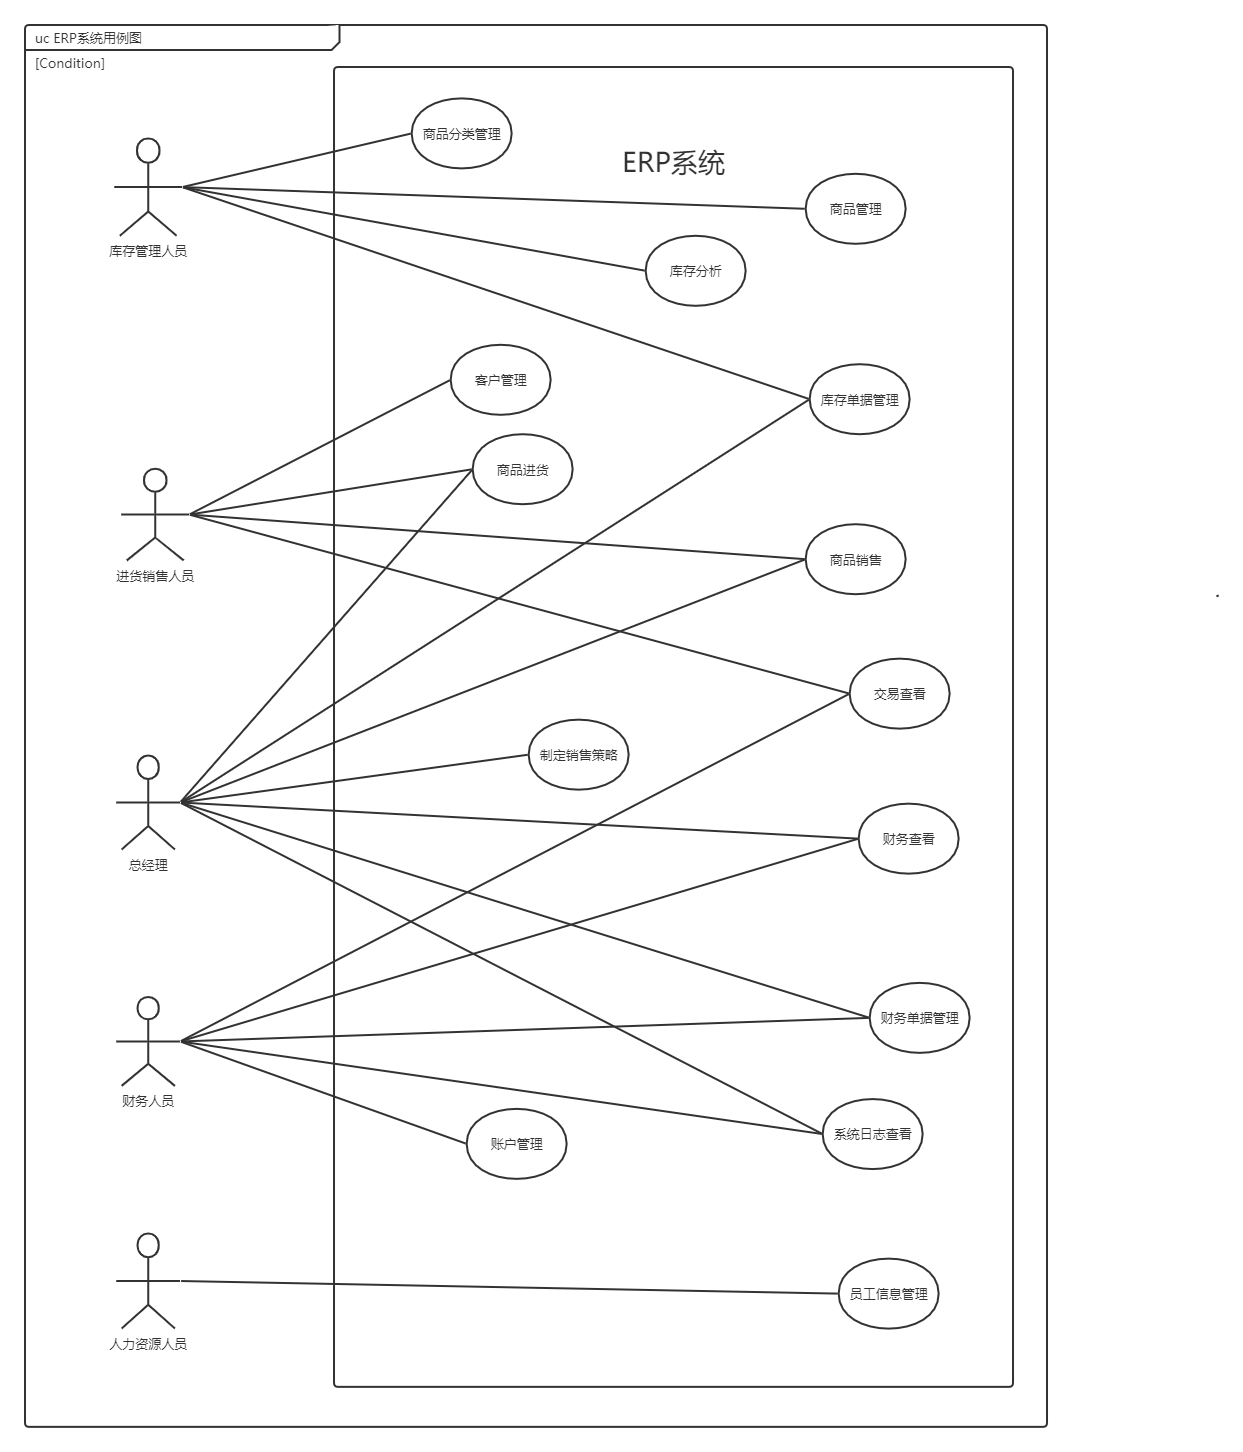 uc ERP系统用例图
[Condition]
商品分类管理
ERP系统
商品管理
库存管理人员
库存分析
客户管理
库存单据管理
商品进货
商品销售
进货销售人员
交易查看
制定销售策略
财务查看
总经理
财务单据管理
财务人员
系统日志查看
账户管理
员工信息管理
人力资源人员